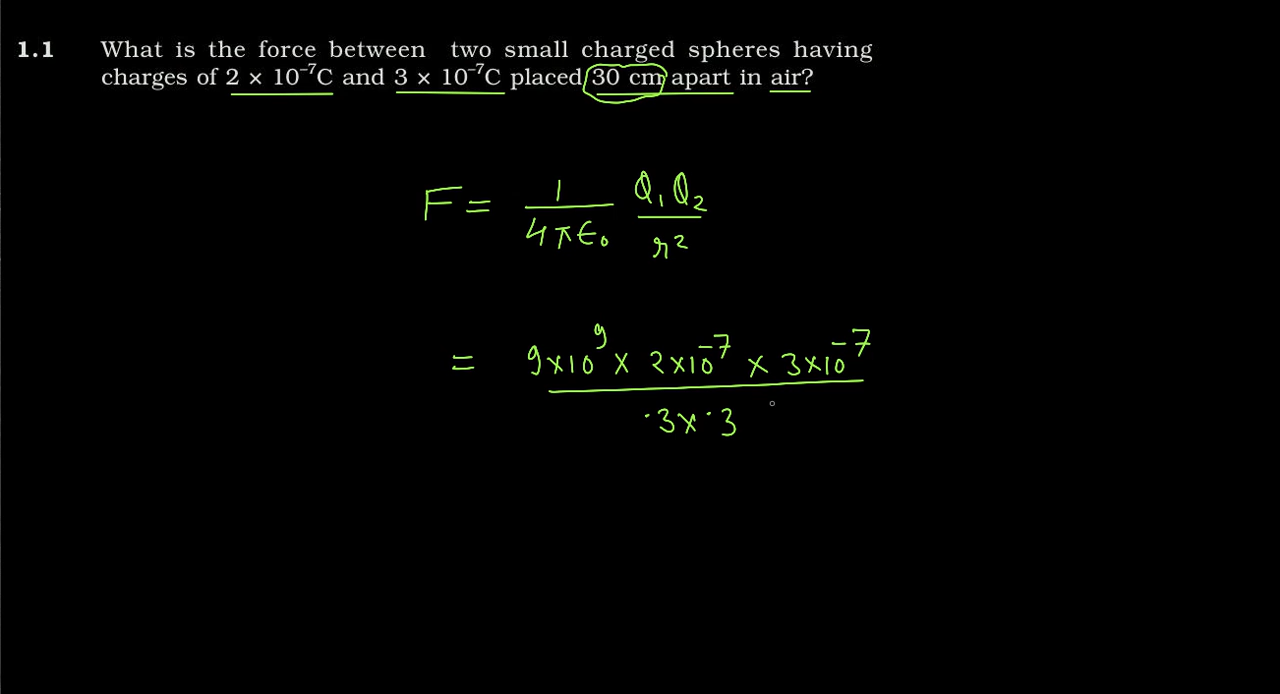 1.1 What is the force between two small charged spheres having
charges of 2 × 10⁻⁷C and 3 × 10⁻⁷C placed 30 cm apart in air?
F = 1/4πϵ₀ Q₁Q₂/r²
= 9×10⁹ × 2×10⁻⁷ × 3×10⁻⁷
·3×·3